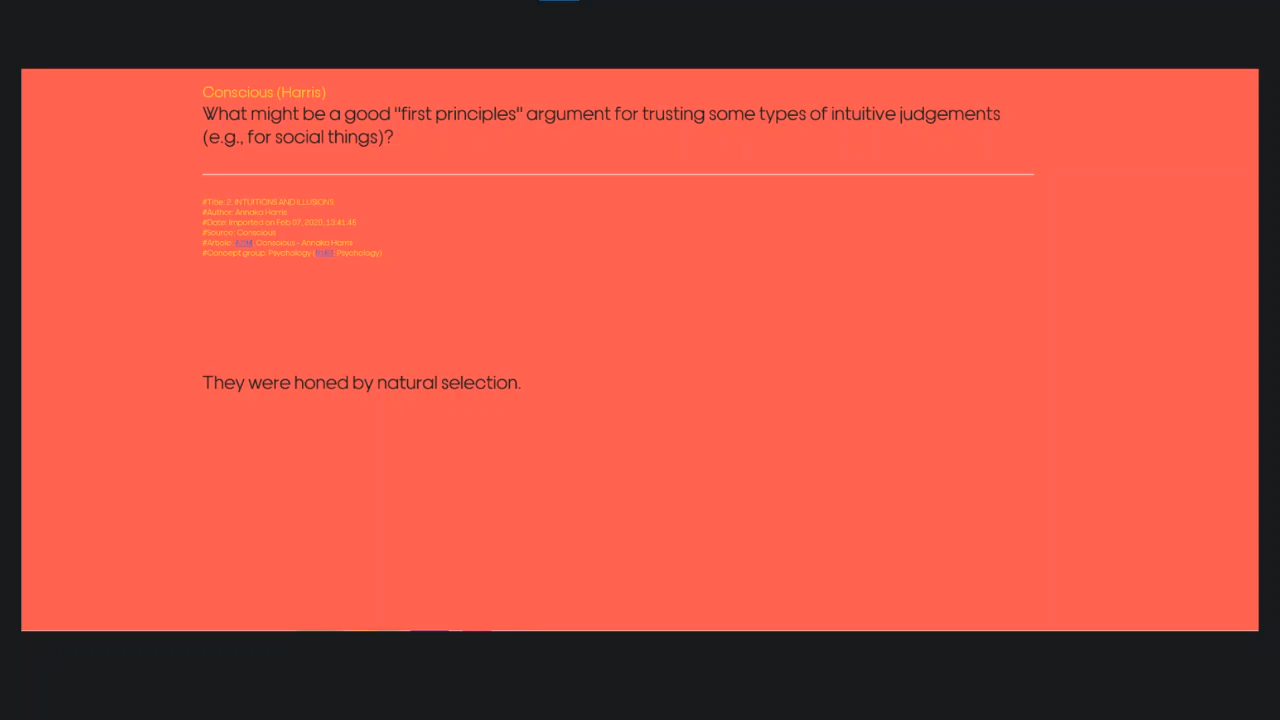 Conscious (Harris)
What might be a good "first principles" argument for trusting some types of intuitive judgements
(e.g., for social things)?
#Title: 2. INTUITIONS AND ILLUSIONS
#Author: Annaka Harris
#Date: Imported on Feb 07, 2020, 13:41:45
#Source: Conscious
#Article: Conscious - Annaka Harris
#Concept group: Psychology ( Psychology)
They were honed by natural selection.